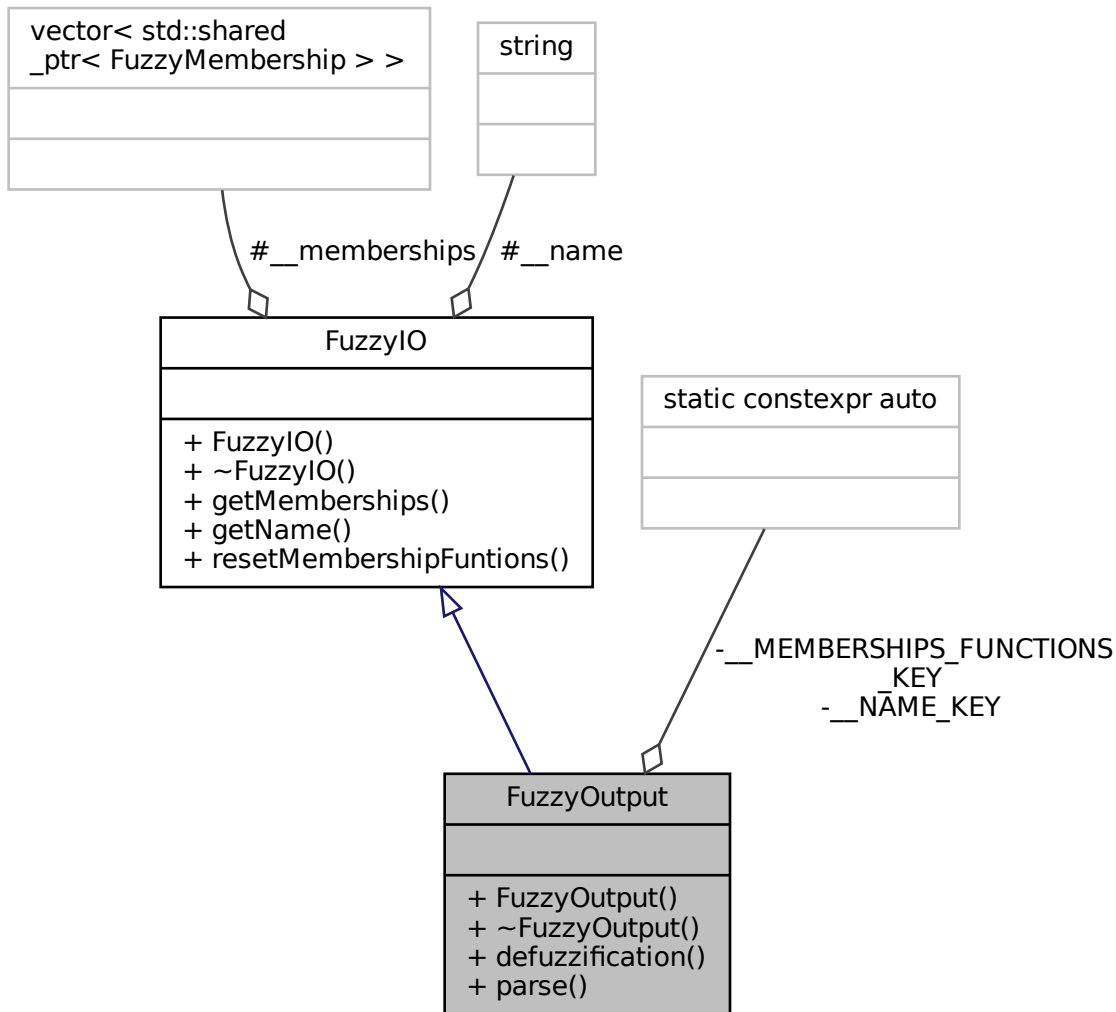 vector< std::shared
_ptr< FuzzyMembership > >
string
#__memberships
#__name
FuzzyIO
+ FuzzyIO()
+ ~FuzzyIO()
+ getMemberships()
+ getName()
+ resetMembershipFuntions()
static constexpr auto
-__MEMBERSHIPS_FUNCTIONS
_KEY
-__NAME_KEY
FuzzyOutput
+ FuzzyOutput()
+ ~FuzzyOutput()
+ defuzzification()
+ parse()